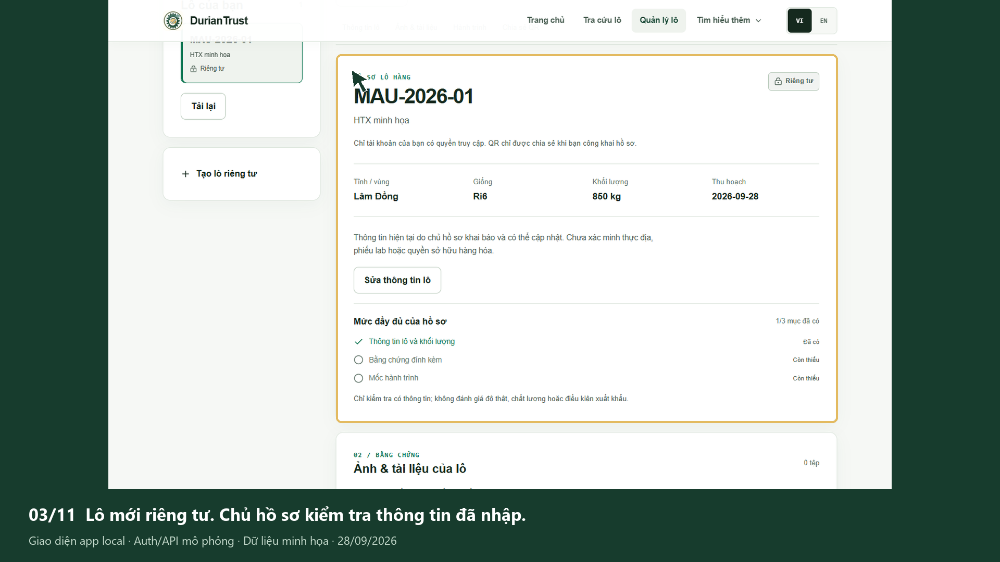 Lô của bạn
DurianTrust
Trang chủ
Tra cứu lô
Quản lý lô
Tìm hiểu thêm
VI
EN
MAU-2026-01
HTX minh họa
Riêng tư
Tải lại
+ Tạo lô riêng tư
SƠ LÔ HÀNG
Riêng tư
MAU-2026-01
HTX minh họa
Chỉ tài khoản của bạn có quyền truy cập. QR chỉ được chia sẻ khi bạn công khai hồ sơ.
Tỉnh / vùng
Giống
Khối lượng
Thu hoạch
Lâm Đồng
Ri6
850 kg
2026-09-28
Thông tin hiện tại do chủ hồ sơ khai báo và có thể cập nhật. Chưa xác minh thực địa,
phiếu lab hoặc quyền sở hữu hàng hóa.
Sửa thông tin lô
Mức đầy đủ của hồ sơ
1/3 mục đã có
Thông tin lô và khối lượng
Đã có
Bằng chứng đính kèm
Còn thiếu
Mốc hành trình
Còn thiếu
Chỉ kiểm tra có thông tin; không đánh giá độ thật, chất lượng hoặc điều kiện xuất khẩu.
02 / BẰNG CHỨNG
Ảnh & tài liệu của lô
0 tệp
03/11 Lô mới riêng tư. Chủ hồ sơ kiểm tra thông tin đã nhập.
Giao diện app local · Auth/API mô phỏng · Dữ liệu minh họa · 28/09/2026